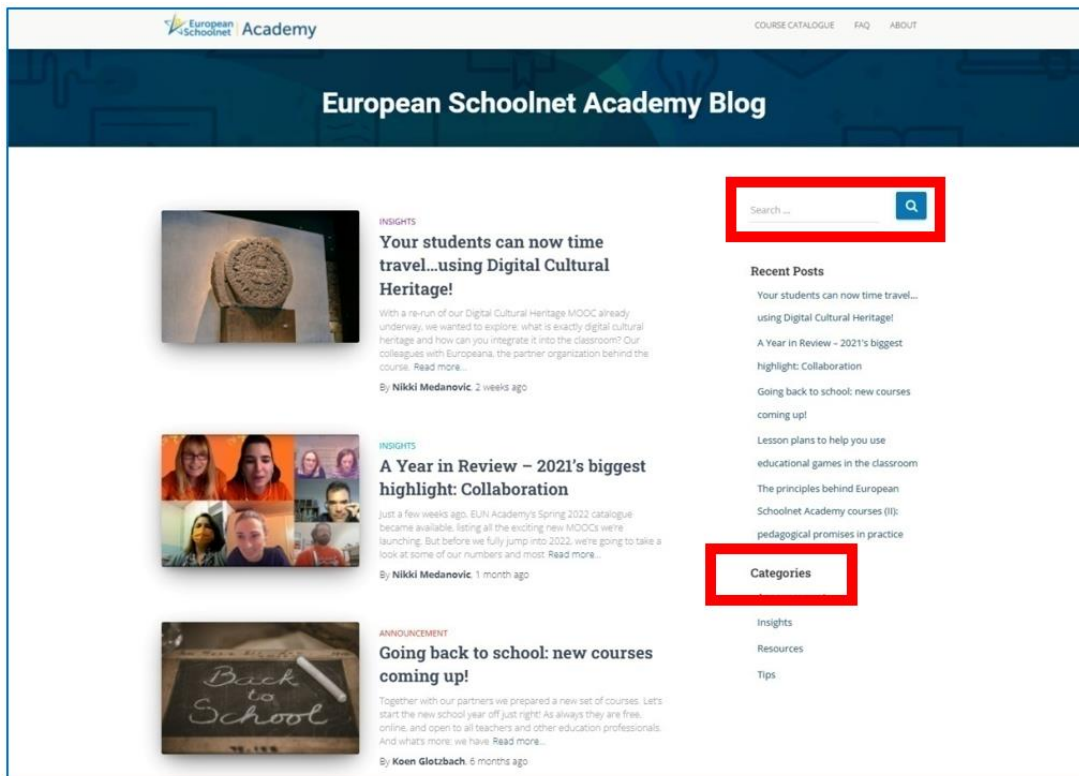 European
Schoolnet
Academy
COURSE CATALOGUE FAQ ABOUT
European Schoolnet Academy Blog
INSIGHTS
Your students can now time
travel...using Digital Cultural
Heritage!
With a re-run of our Digital Cultural Heritage MOOC already
underway, we wanted to explore: what is exactly digital cultural
heritage and how can you integrate it into the classroom? Our
colleagues with Europeana, the partner organization behind the
course. Read more...
By Nikki Medanovic, 2 weeks ago
INSIGHTS
A Year in Review – 2021's biggest
highlight: Collaboration
Just a few weeks ago, EUN Academy's Spring 2022 catalogue
became available, listing all the exciting new MOOCs we're
launching. But before we fully jump into 2022, we're going to take a
look at some of our numbers and most Read more...
By Nikki Medanovic, 1 month ago
Back
to
School
ANNOUNCEMENT
Going back to school: new courses
coming up!
Together with our partners we prepared a new set of courses. Let's
start the new school year off just right! As always they are free,
online, and open to all teachers and other education professionals.
And what's more: we have Read more...
By Koen Glotzbach, 6 months ago
Search ...
Recent Posts
Your students can now time travel...
using Digital Cultural Heritage!
A Year in Review – 2021's biggest
highlight: Collaboration
Going back to school: new courses
coming up!
Lesson plans to help you use
educational games in the classroom
The principles behind European
Schoolnet Academy courses (II):
pedagogical promises in practice
Categories
Insights
Resources
Tips